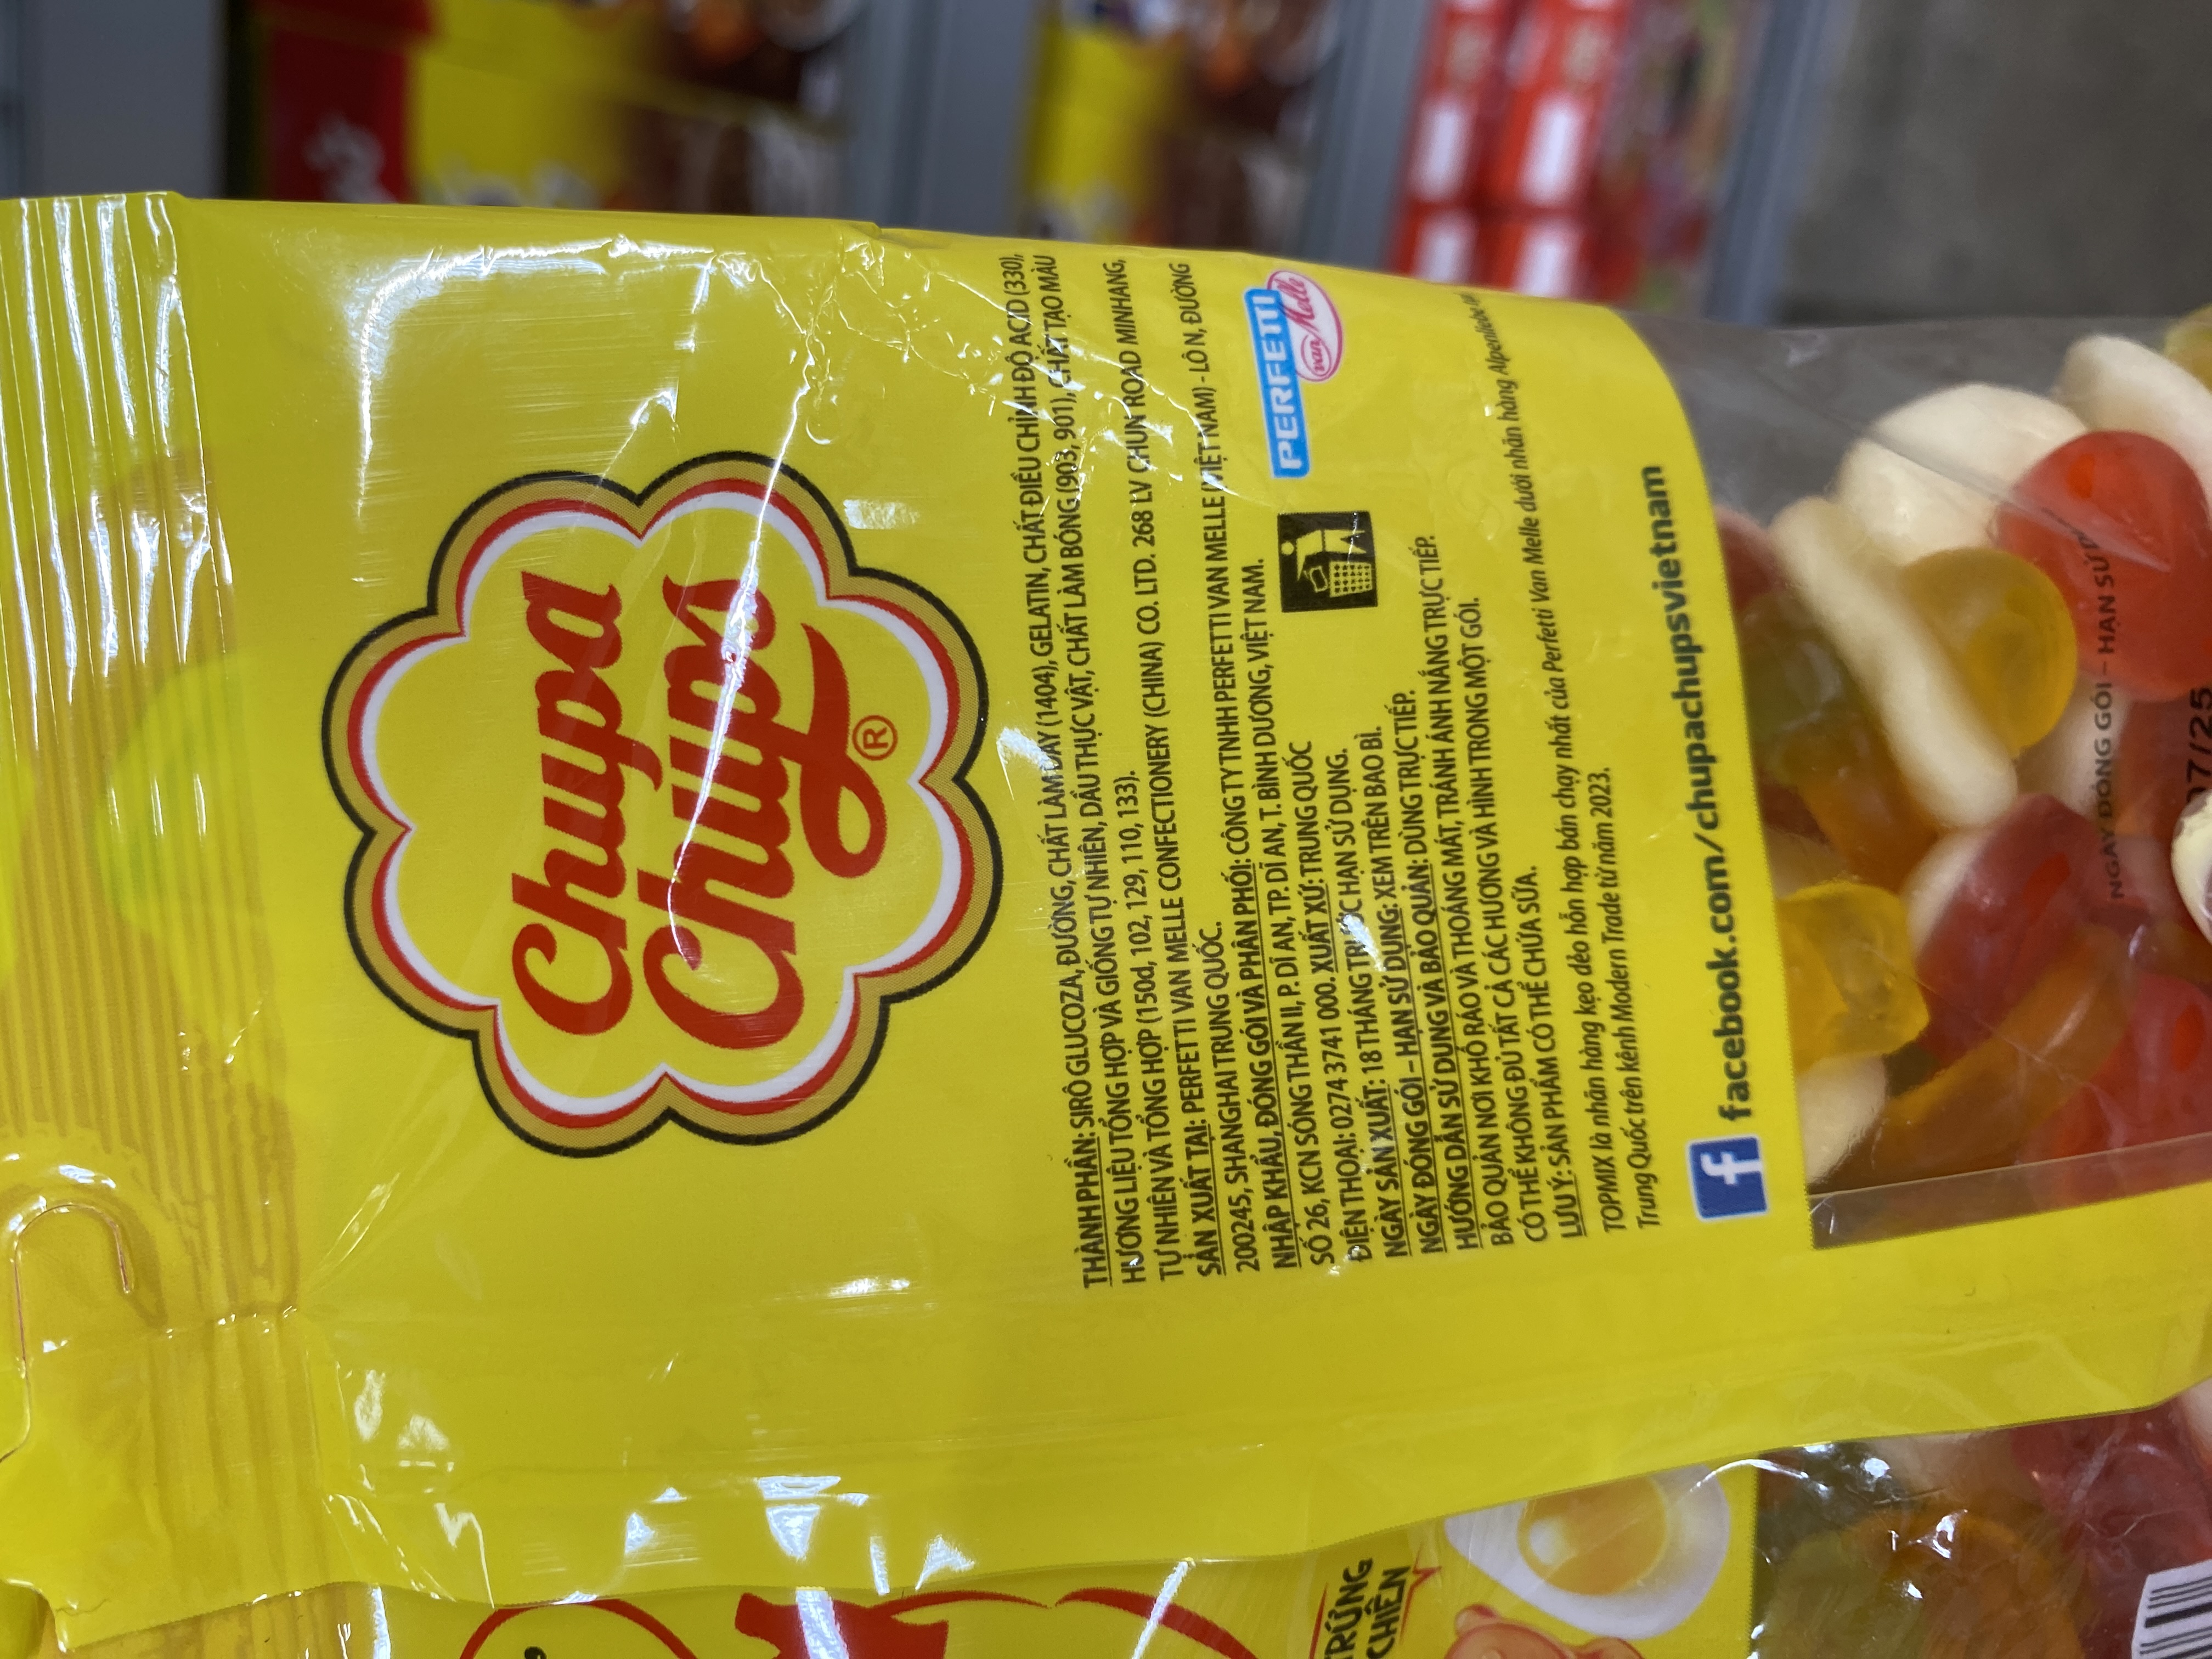 Chupa
Chups
®
THÀNH PHẦN: SIRÔ GLUCOZA, ĐƯỜNG, CHẤT LÀM DÀY (1404), GELATIN, CHẤT ĐIỀU CHỈNH ĐỘ ACID (330),
HƯƠNG LIỆU TỔNG HỢP VÀ GIỐNG TỰ NHIÊN, DẦU THỰC VẬT, CHẤT LÀM BÓNG (903, 901), CHẤT TẠO MÀU
TỰ NHIÊN VÀ TỔNG HỢP (150d, 102, 129, 110, 133).
SẢN XUẤT TẠI: PERFETTI VAN MELLE CONFECTIONERY (CHINA) CO. LTD. 268 LV CHUN ROAD MINHANG,
200245, SHANGHAI TRUNG QUỐC.
NHẬP KHẨU, ĐÓNG GÓI VÀ PHÂN PHỐI: CÔNG TY TNHH PERFETTI VAN MELLE (VIỆT NAM) - LÔ N, ĐƯỜNG
SỐ 26, KCN SÓNG THẦN II, P. DĨ AN, TP. DĨ AN, T. BÌNH DƯƠNG, VIỆT NAM.
ĐIỆN THOẠI: 0274 3741 000. XUẤT XỨ: TRUNG QUỐC
NGÀY SẢN XUẤT: 18 THÁNG TRƯỚC HẠN SỬ DỤNG.
NGÀY ĐÓNG GÓI – HẠN SỬ DỤNG: XEM TRÊN BAO BÌ.
HƯỚNG DẪN SỬ DỤNG VÀ BẢO QUẢN: DÙNG TRỰC TIẾP.
BẢO QUẢN NƠI KHÔ RÁO VÀ THOÁNG MÁT, TRÁNH ÁNH NẮNG TRỰC TIẾP.
CÓ THỂ KHÔNG ĐỦ TẤT CẢ CÁC HƯƠNG VÀ HÌNH TRONG MỘT GÓI.
LƯU Ý: SẢN PHẨM CÓ THỂ CHỨA SỮA.
PERFETTI
van Melle
TOPMIX là nhãn hàng kẹo dẻo hỗn hợp bán chạy nhất của Perfetti Van Melle dưới nhãn hàng Alpenliebe
Trung Quốc trên kênh Modern Trade từ năm 2023.
facebook.com/chupachupsvietnam
TRỨNG
CHIÊN
NGÀY ĐÓNG GÓI – HẠN SỬ
07/25